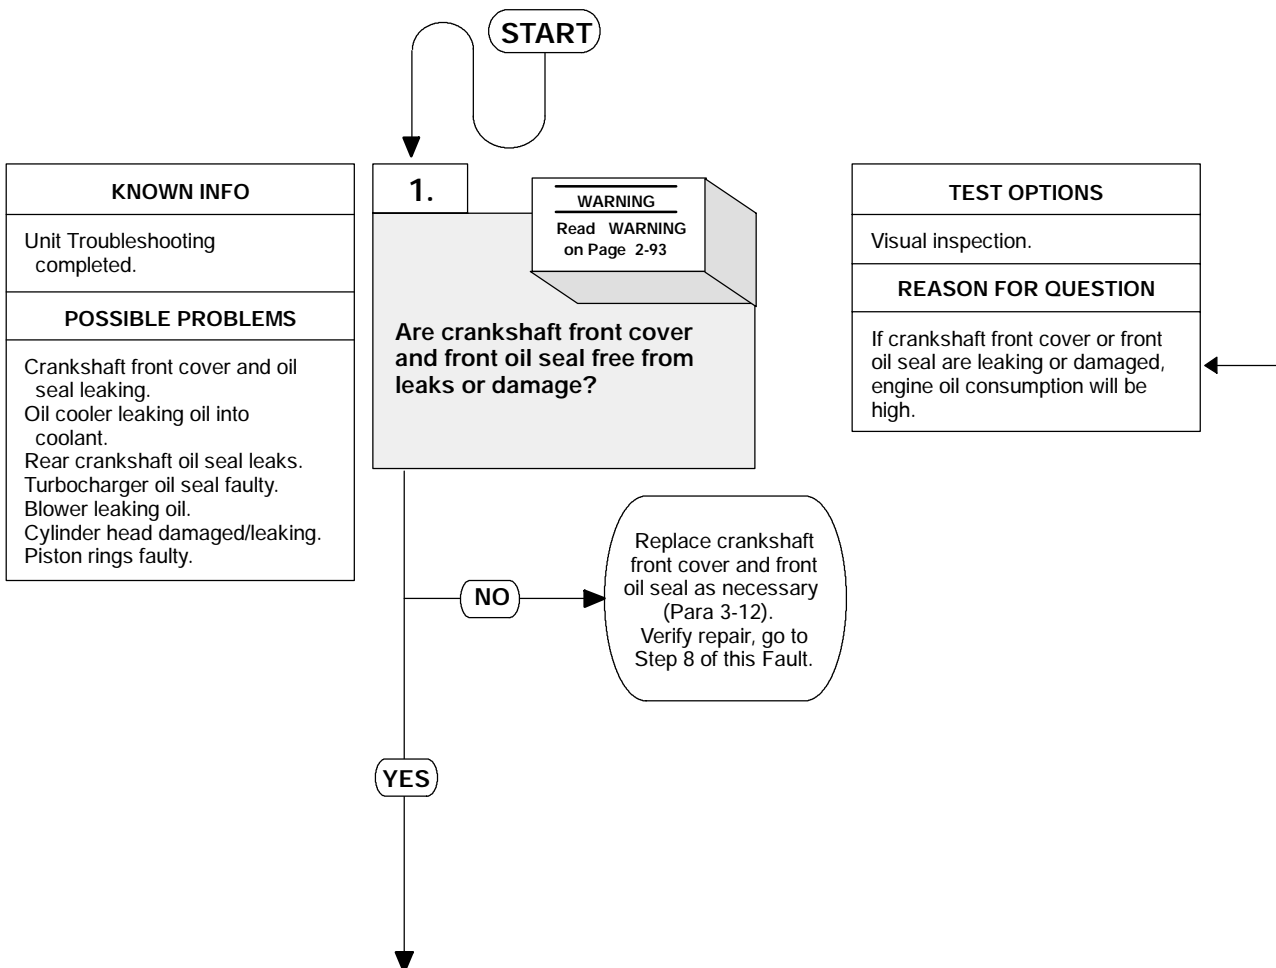 START
KNOWN INFO
Unit Troubleshooting
completed.
POSSIBLE PROBLEMS
Crankshaft front cover and oil
seal leaking.
Oil cooler leaking oil into
coolant.
Rear crankshaft oil seal leaks.
Turbocharger oil seal faulty.
Blower leaking oil.
Cylinder head damaged/leaking.
Piston rings faulty.
1.
WARNING
Read WARNING
on Page 2-93
Are crankshaft front cover
and front oil seal free from
leaks or damage?
TEST OPTIONS
Visual inspection.
REASON FOR QUESTION
If crankshaft front cover or front
oil seal are leaking or damaged,
engine oil consumption will be
high.
NO
Replace crankshaft
front cover and front
oil seal as necessary
(Para 3-12).
Verify repair, go to
Step 8 of this Fault.
YES